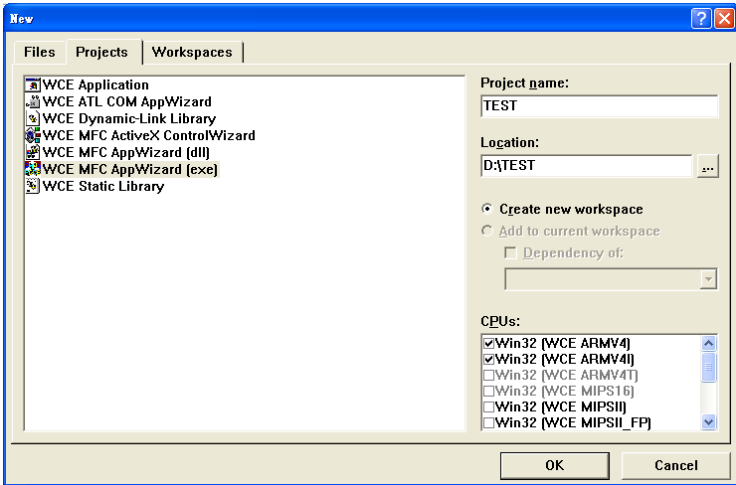 New
Files
Projects
Workspaces
WCE Application
WCE ATL COM AppWizard
WCE Dynamic-Link Library
WCE MFC ActiveX ControlWizard
WCE MFC AppWizard (dll)
WCE MFC AppWizard (exe)
WCE Static Library
Project name:
TEST
Location:
D:\TEST
...
Create new workspace
Add to current workspace
Dependency of:
CPUs:
Win32 (WCE ARMV4)
Win32 (WCE ARMV4I)
Win32 (WCE ARMV4T)
Win32 (WCE MIPS16)
Win32 (WCE MIPSII)
Win32 (WCE MIPSII_FP)
OK
Cancel